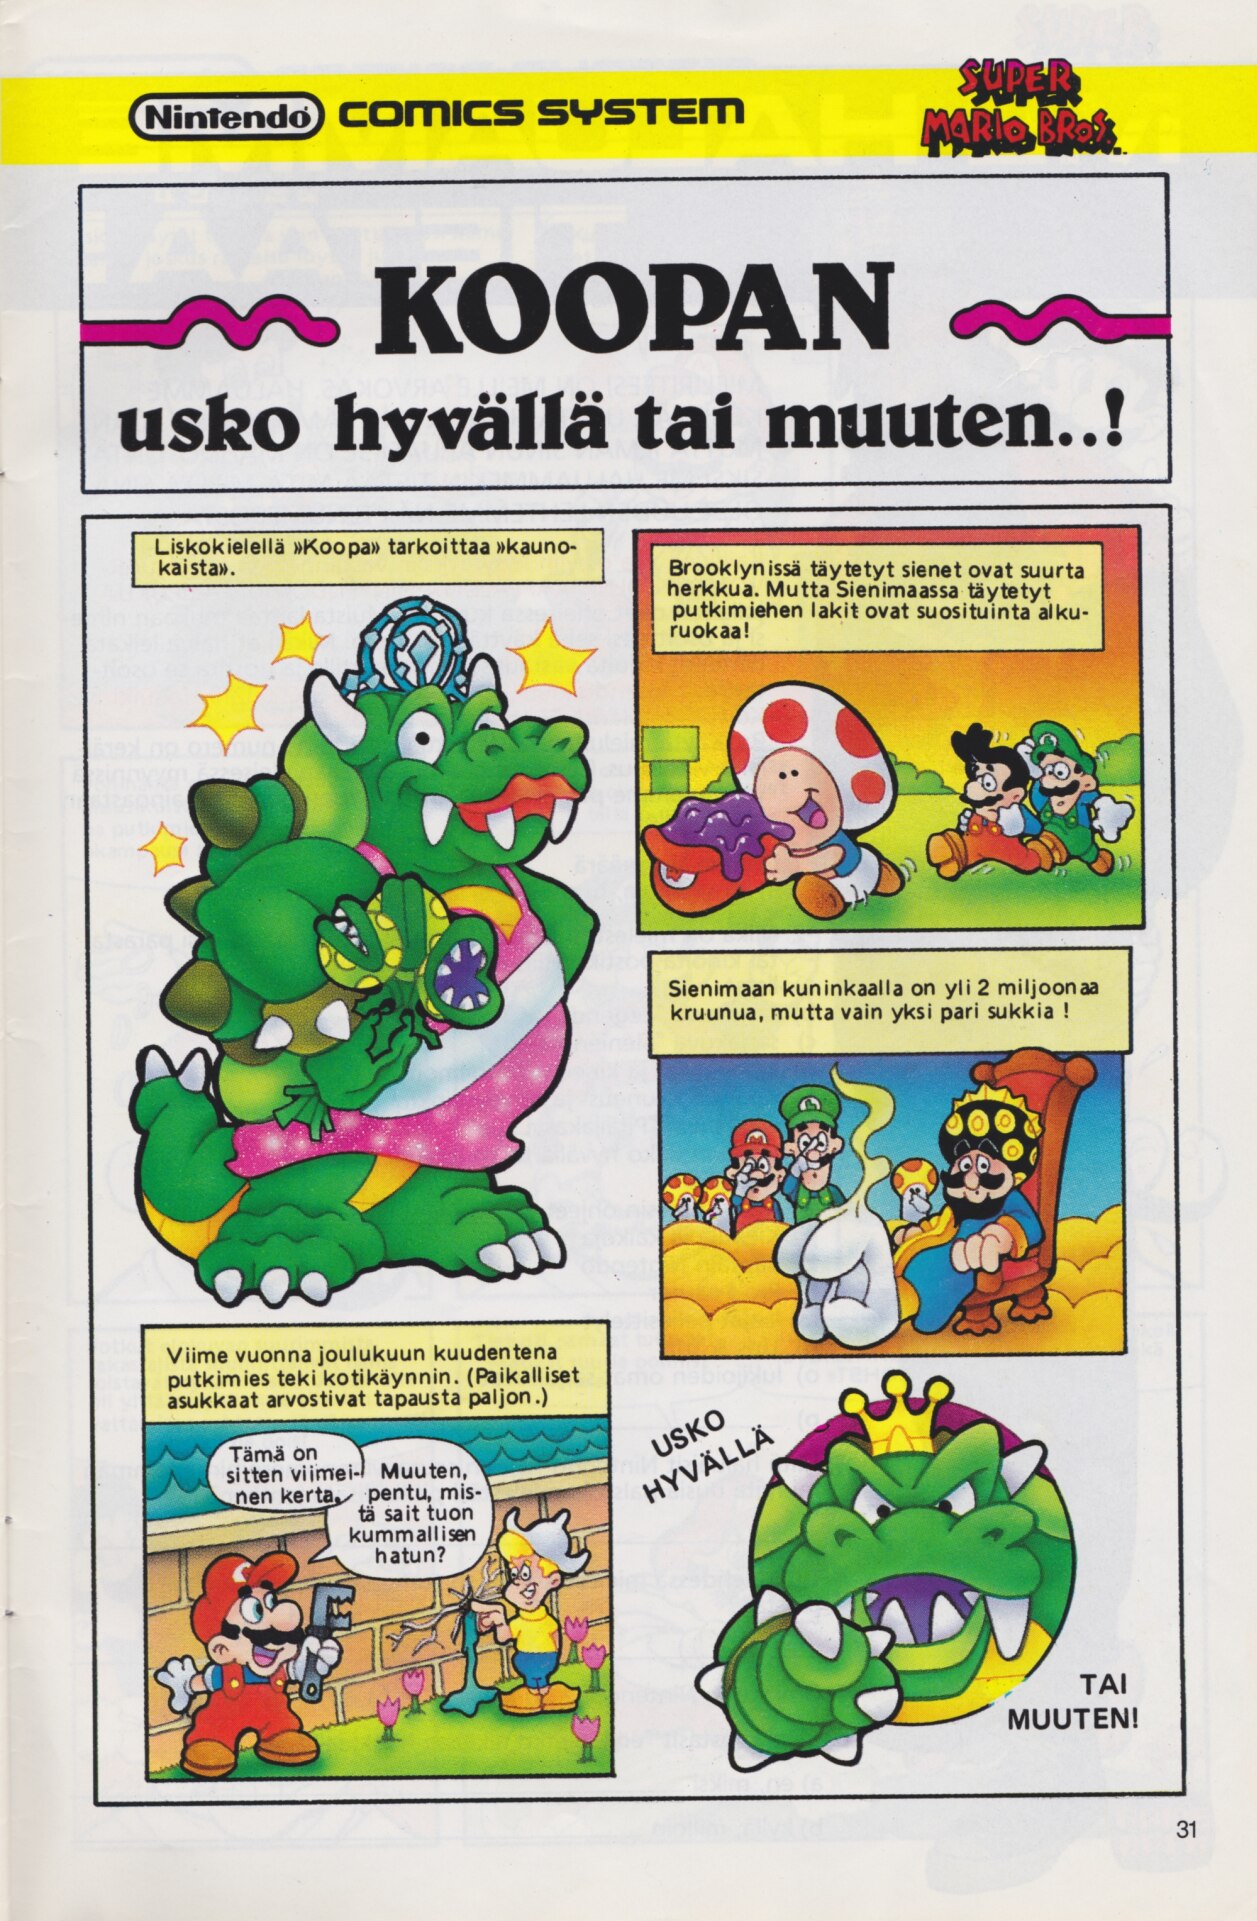 Nintendo COMICS SYSTEM
SUPER
MARIO BROS.
KOOPAN
usko hyvällä tai muuten..!
Liskokielellä »Koopa» tarkoittaa »kauno-
kaista».
Brooklynissä täytetyt sienet ovat suurta
herkkua. Mutta Sienimaassa täytetyt
putkimiehen lakit ovat suosituinta alku-
ruokaa!
Sienimaan kuninkaalla on yli 2 miljoonaa
kruunua, mutta vain yksi pari sukkia !
Viime vuonna joulukuun kuudentena
putkimies teki kotikäynnin. (Paikalliset
asukkaat arvostivat tapausta paljon.)
Tämä on
sitten viimei-
nen kerta.
Muuten,
pentu, mis-
tä sait tuon
kummallisen
hatun?
USKO
HYVÄLLÄ
TAI
MUUTEN!
31